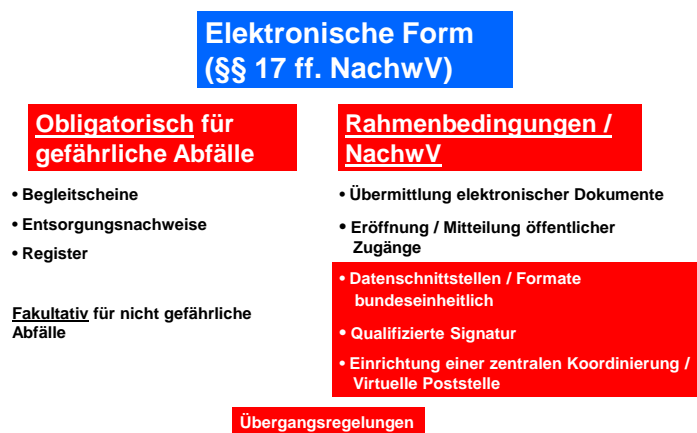 Elektronische Form
(§§ 17 ff. NachwV)
Obligatorisch für
gefährliche Abfälle
• Begleitscheine
• Entsorgungsnachweise
• Register
Fakultativ für nicht gefährliche
Abfälle
Rahmenbedingungen /
NachwV
• Übermittlung elektronischer Dokumente
• Eröffnung / Mitteilung öffentlicher
Zugänge
• Datenschnittstellen / Formate
bundeseinheitlich
• Qualifizierte Signatur
• Einrichtung einer zentralen Koordinierung /
Virtuelle Poststelle
Übergangsregelungen